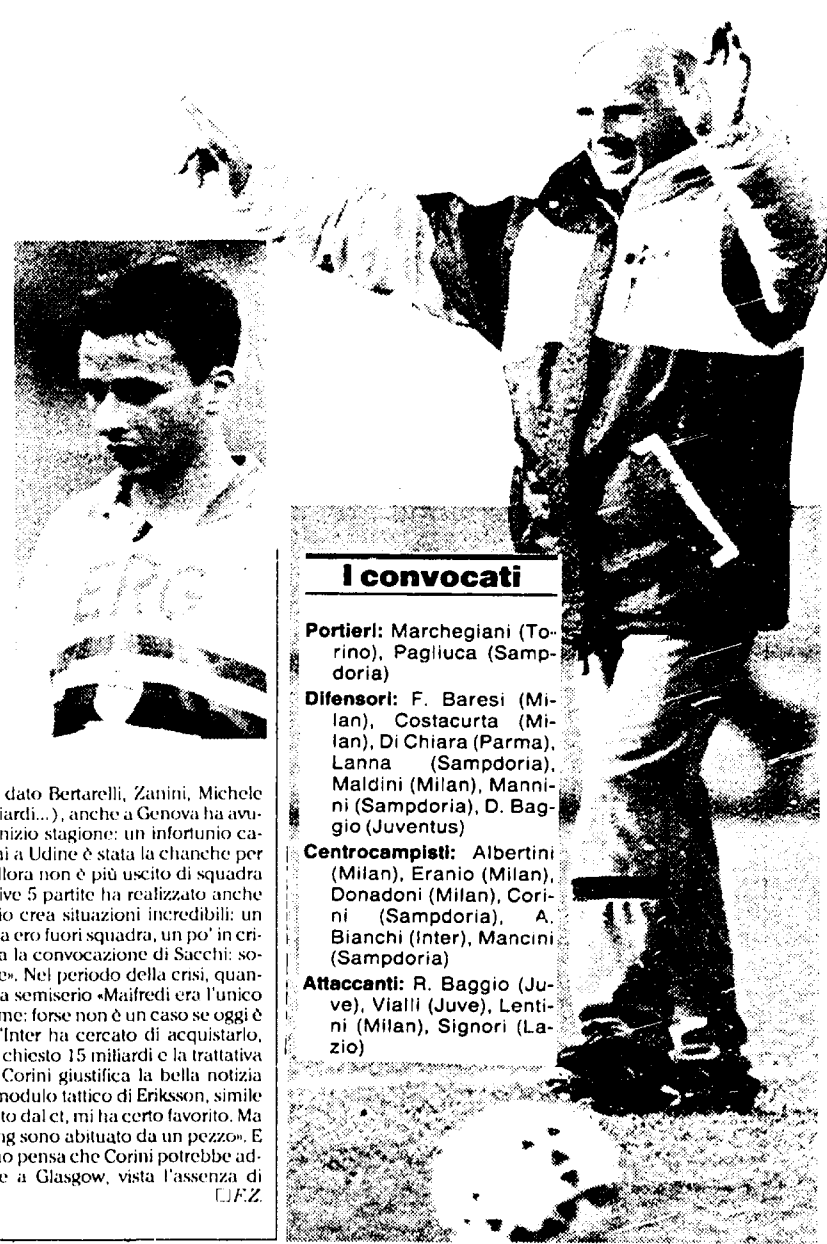 ERG
dato Bertarelli, Zanini, Michele
iardi...), anche a Genova ha avu-
nizio stagione: un infortunio ca-
ni a Udine è stata la chanche per
llora non è più uscito di squadra
ive 5 partite ha realizzato anche
io crea situazioni incredibili: un
a ero fuori squadra, un po' in cri-
a la convocazione di Sacchi: so-
e». Nel periodo della crisi, quan-
a semiserio «Maifredi era l'unico
me: forse non è un caso se oggi è
'Inter ha cercato di acquistarlo,
chiesto 15 miliardi e la trattativa
Corini giustifica la bella notizia
modulo tattico di Eriksson, simile
to dal ct, mi ha certo favorito. Ma
ng sono abituato da un pezzo». E
no pensa che Corini potrebbe ad-
e a Glasgow, vista l'assenza di
□ F.Z.
I convocati
Portieri: Marchegiani (To-
rino), Pagliuca (Samp-
doria)
Difensori: F. Baresi (Mi-
lan), Costacurta (Mi-
lan), Di Chiara (Parma),
Lanna (Sampdoria),
Maldini (Milan), Manni-
ni (Sampdoria), D. Bag-
gio (Juventus)
Centrocampisti: Albertini
(Milan), Eranio (Milan),
Donadoni (Milan), Cori-
ni (Sampdoria), A.
Bianchi (Inter), Mancini
(Sampdoria)
Attaccanti: R. Baggio (Ju-
ve), Vialli (Juve), Lenti-
ni (Milan), Signori (La-
zio)